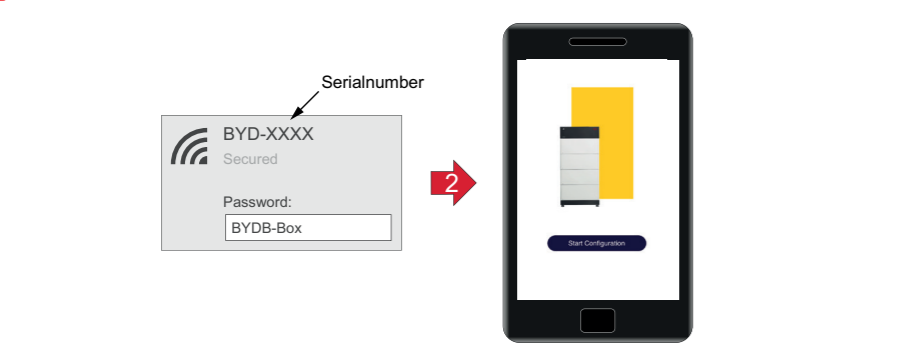 Serialnumber
BYD-XXXX
Secured
Password:
BYDB-Box
2
Start Configuration